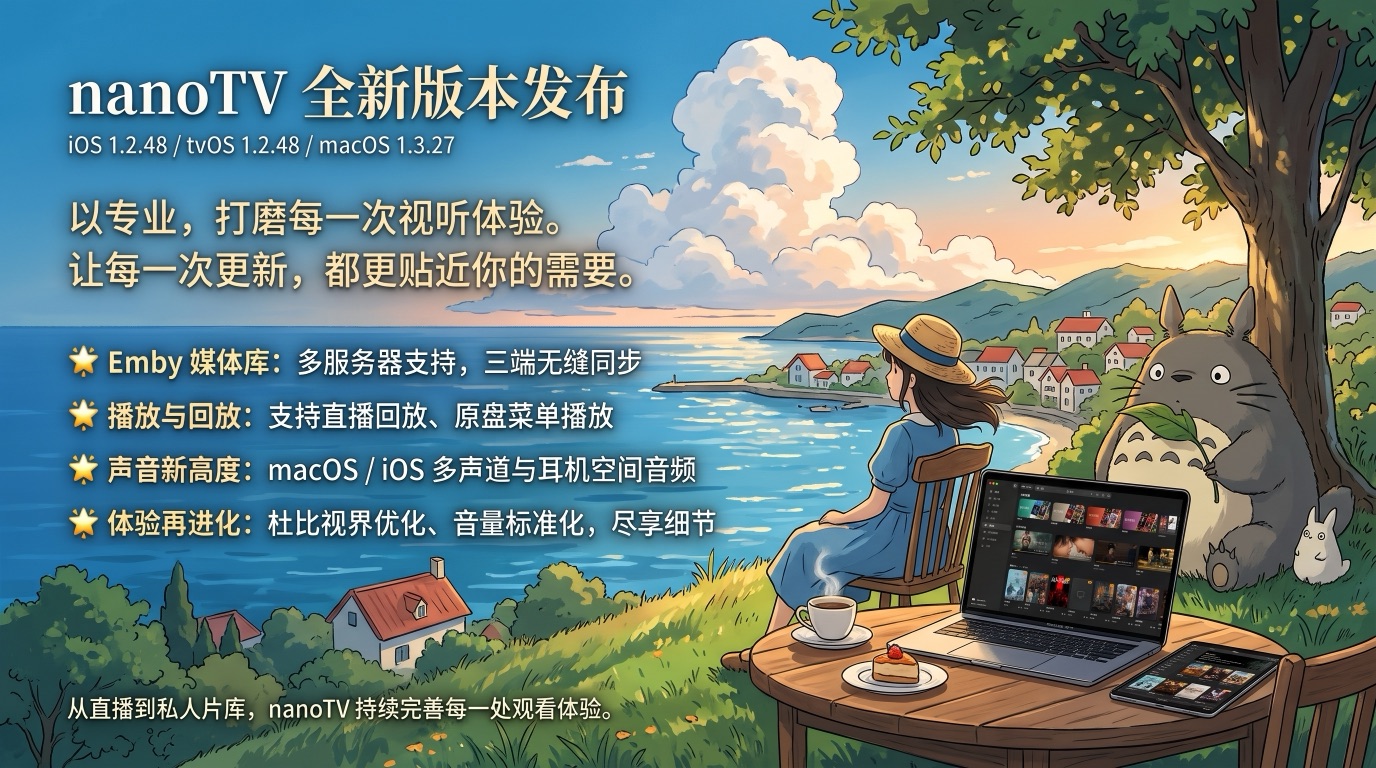 nanoTV 全新版本发布
iOS 1.2.48 / tvOS 1.2.48 / macOS 1.3.27
以专业，打磨每一次视听体验。
让每一次更新，都更贴近你的需要。
🌟 Emby 媒体库：多服务器支持，三端无缝同步
🌟 播放与回放：支持直播回放、原盘菜单播放
🌟 声音新高度：macOS / iOS 多声道与耳机空间音频
🌟 体验再进化：杜比视界优化、音量标准化，尽享细节
从直播到私人片库，nanoTV 持续完善每一处观看体验。